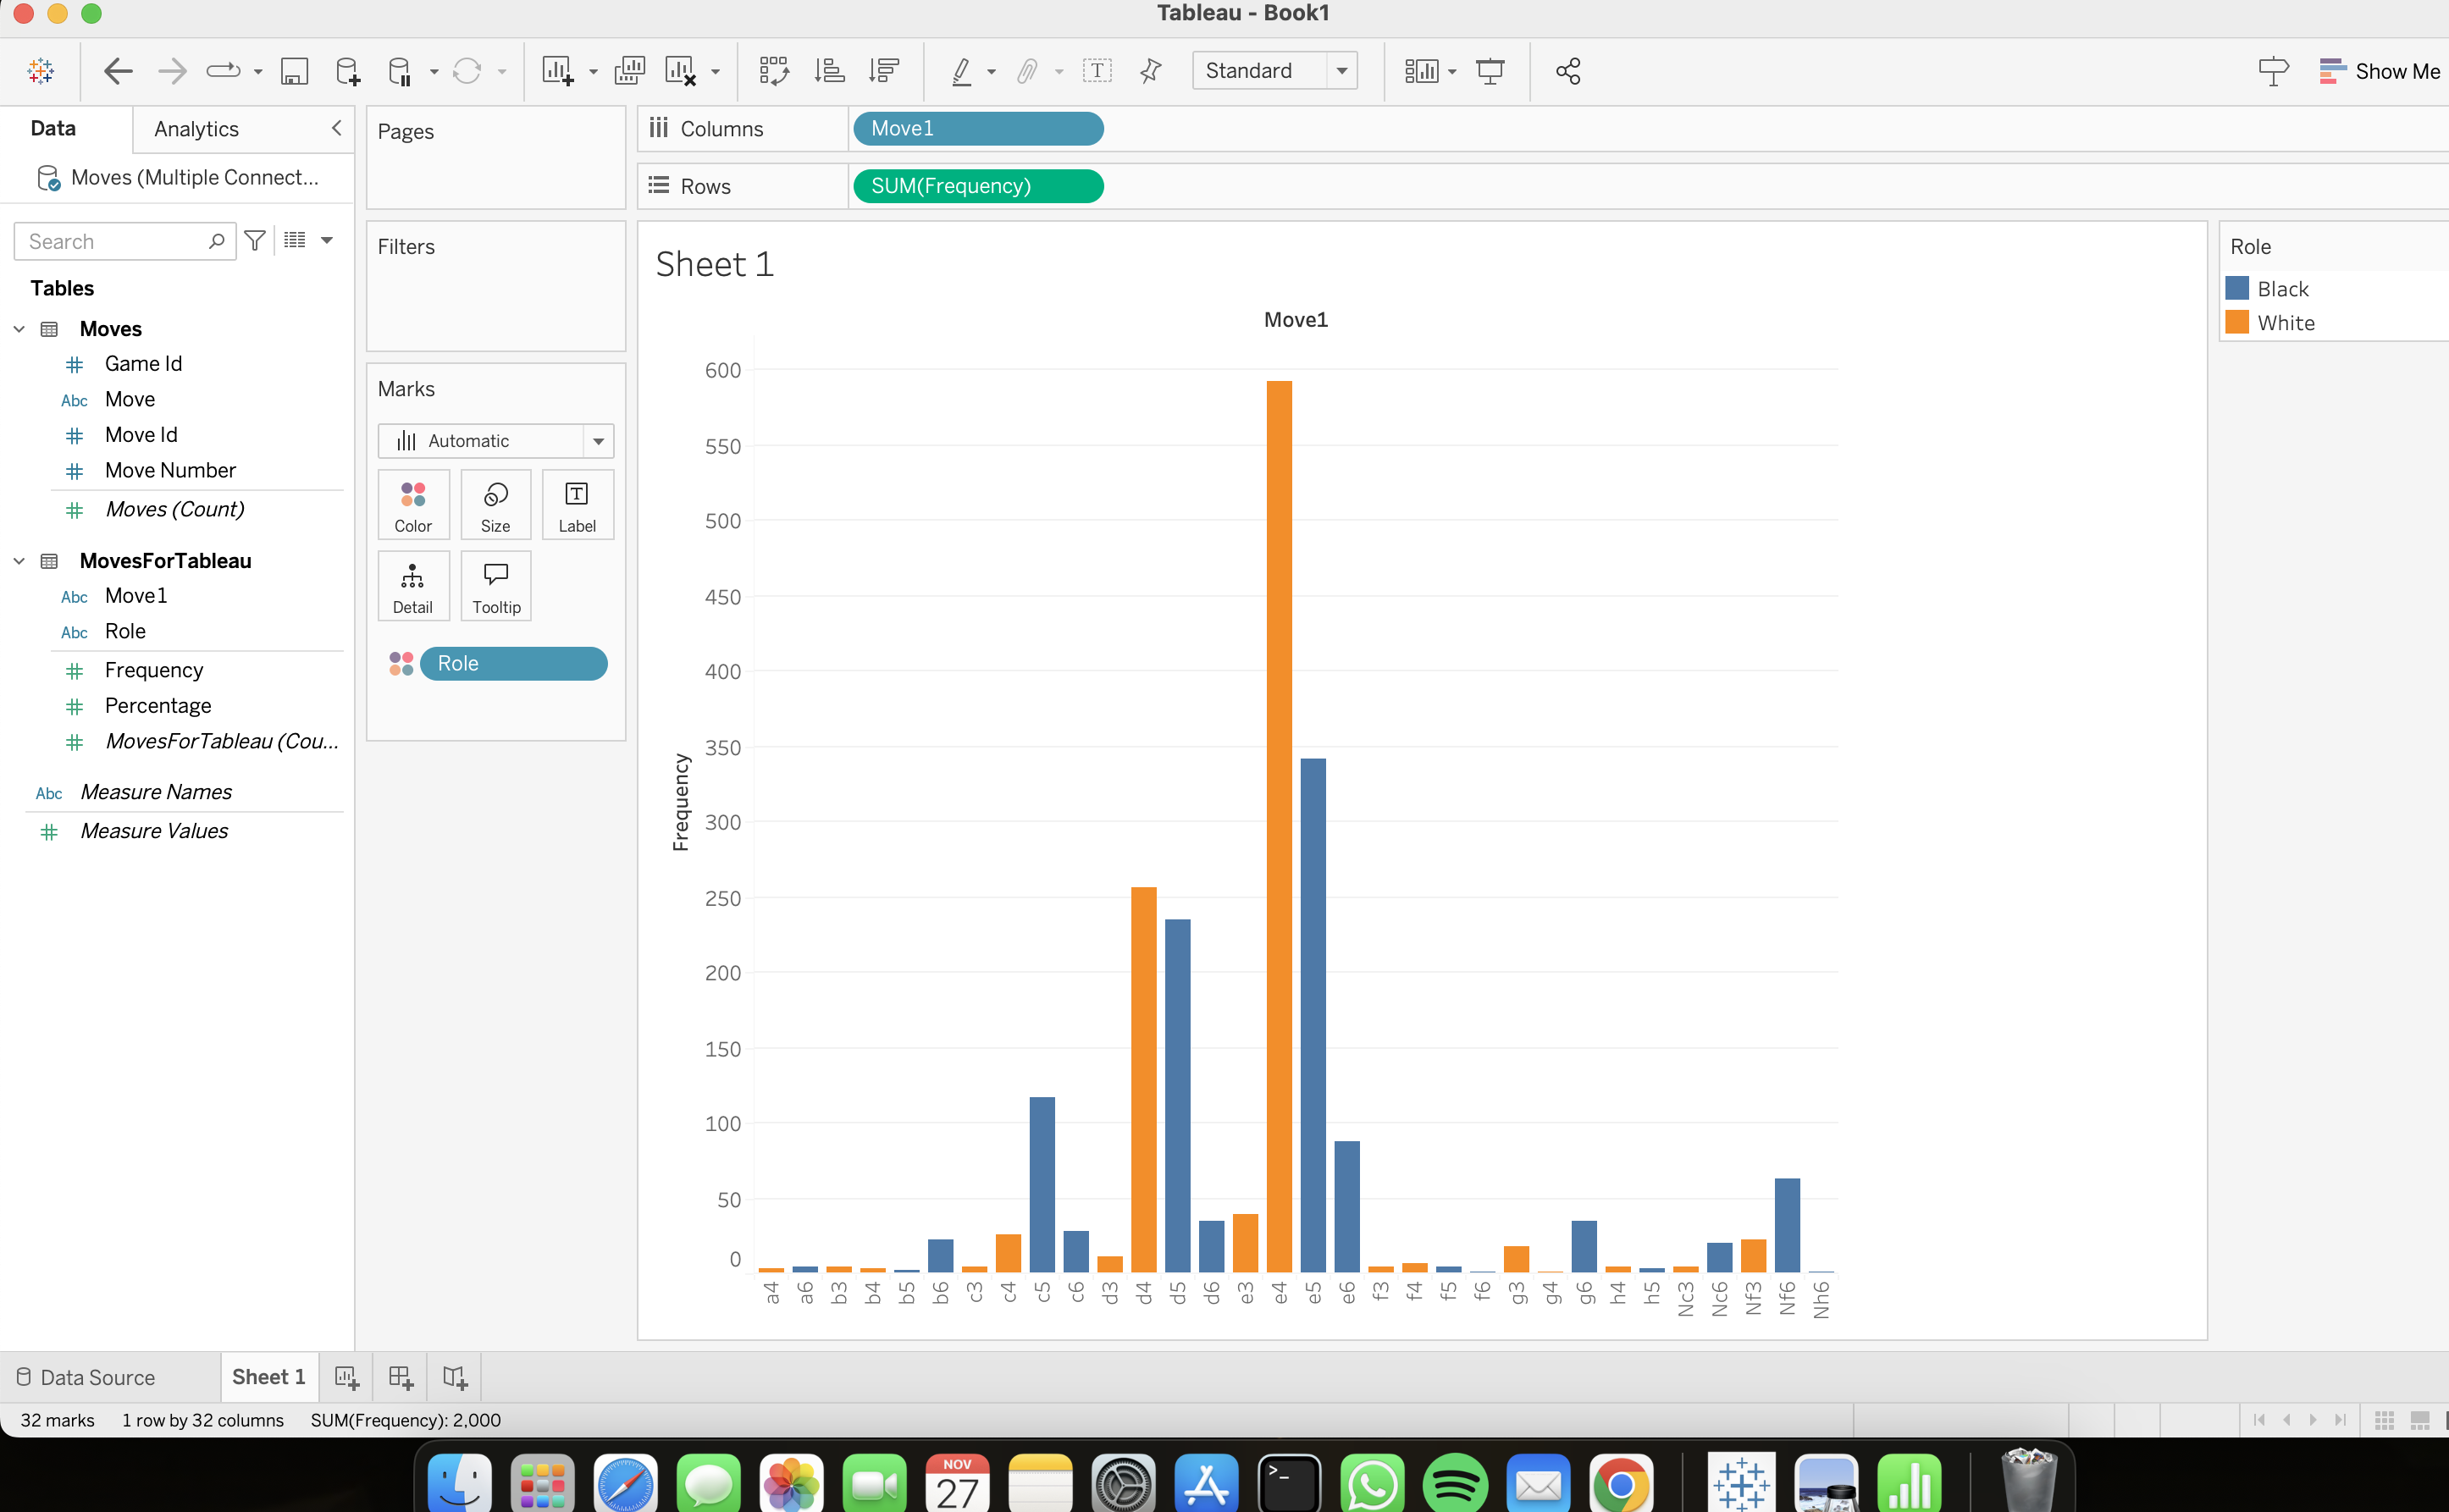 Tableau - Book1
Standard
Show Me
Data
Analytics
Pages
Columns
Move1
Moves (Multiple Connect...
Rows
SUM(Frequency)
Search
Filters
Tables
Moves
Game Id
Abc Move
Move Id
Move Number
Moves (Count)
MovesForTableau
Abc Move1
Abc Role
Frequency
Percentage
MovesForTableau (Cou...
Abc Measure Names
Measure Values
Marks
Automatic
Color
Size
Label
Detail
Tooltip
Role
Sheet 1
Move1
600
550
500
450
400
350
300
250
200
150
100
50
0
Frequency
a4 a6 b3 b4 b5 b6 c3 c4 c5 c6 d3 d4 d5 d6 e3 e4 e5 e6 f3 f4 f5 f6 g3 g4 g6 h4 h5 Nc3 Nc6 Nf3 Nf6 Nh6
Role
Black
White
Data Source
Sheet 1
32 marks
1 row by 32 columns
SUM(Frequency): 2,000
NOV
27